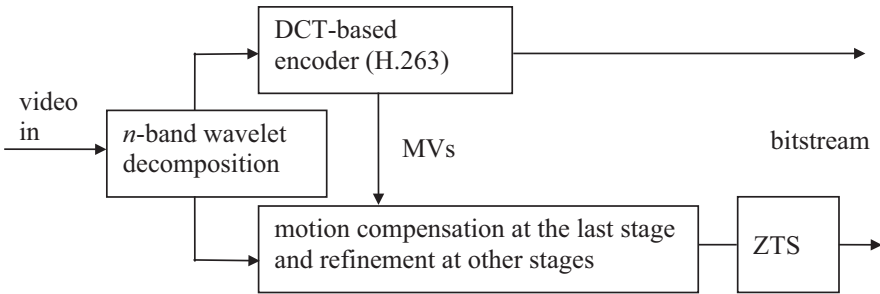 DCT-based
encoder (H.263)
video
in
n-band wavelet
decomposition
MVs
bitstream
motion compensation at the last stage
and refinement at other stages
ZTS